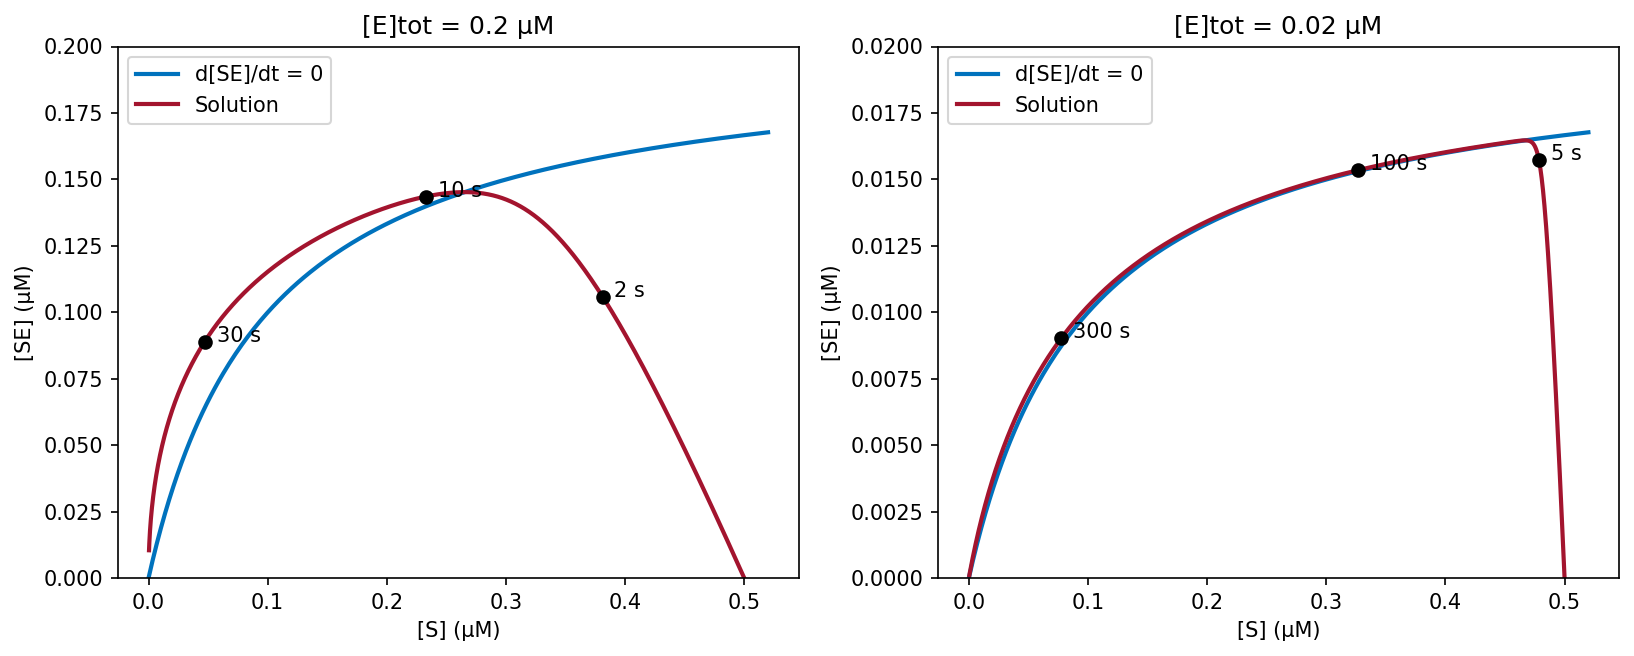 [E]tot = 0.2 µM
d[SE]/dt = 0
Solution
0.200
0.175
0.150
0.125
0.100
0.075
0.050
0.025
0.000
[SE] (µM)
10 s
2 s
30 s
0.0
0.1
0.2
0.3
0.4
0.5
[S] (µM)
[E]tot = 0.02 µM
d[SE]/dt = 0
Solution
0.0200
0.0175
0.0150
0.0125
0.0100
0.0075
0.0050
0.0025
0.0000
[SE] (µM)
5 s
100 s
300 s
0.0
0.1
0.2
0.3
0.4
0.5
[S] (µM)